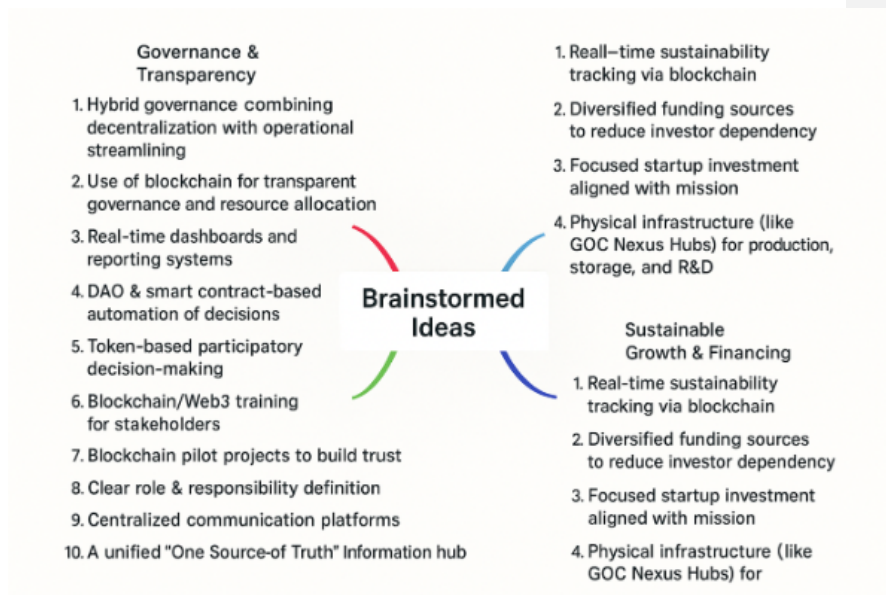 Governance &
Transparency
1. Hybrid governance combining
decentralization with operational
streamlining
2. Use of blockchain for transparent
governance and resource allocation
3. Real-time dashboards and
reporting systems
4. DAO & smart contract-based
automation of decisions
5. Token-based participatory
decision-making
6. Blockchain/Web3 training
for stakeholders
7. Blockchain pilot projects to build trust
8. Clear role & responsibility definition
9. Centralized communication platforms
10. A unified "One Source-of Truth" Information hub
Brainstormed
Ideas
1. Reall–time sustainability
tracking via blockchain
2. Diversified funding sources
to reduce investor dependency
3. Focused startup investment
aligned with mission
4. Physical infrastructure (like
GOC Nexus Hubs) for production,
storage, and R&D
Sustainable
Growth & Financing
1. Real-time sustainability
tracking via blockchain
2. Diversified funding sources
to reduce investor dependency
3. Focused startup investment
aligned with mission
4. Physical infrastructure (like
GOC Nexus Hubs) for